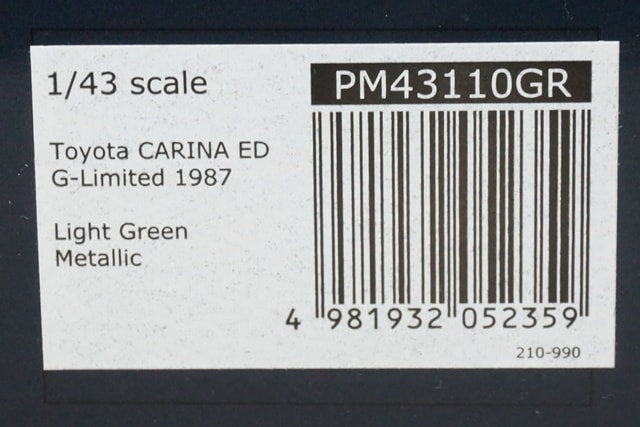 1/43 scale
PM43110GR
Toyota CARINA ED
G-Limited 1987
Light Green
Metallic
4 981932 052359
210-990